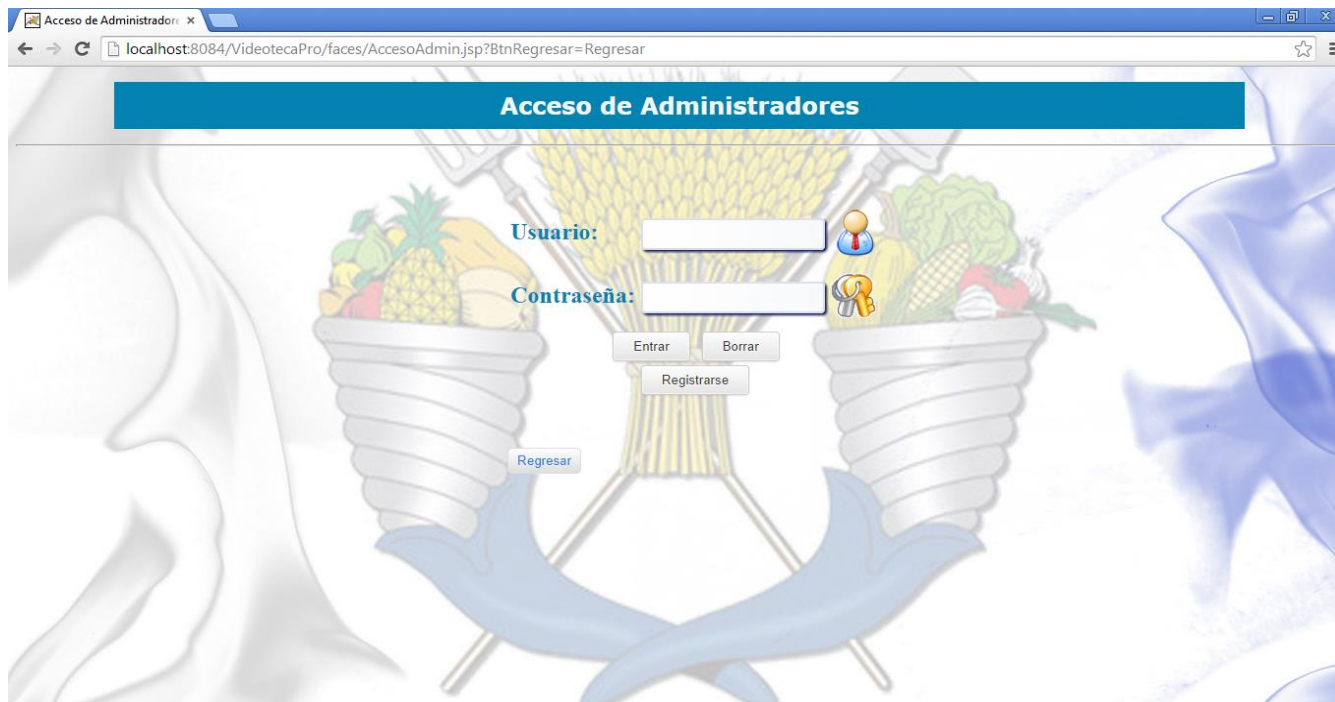 Acceso de Administradore
localhost:8084/VideotecaPro/faces/AccesoAdmin.jsp?BtnRegresar=Regresar
Acceso de Administradores
Usuario:
Contraseña:
Entrar Borrar
Registrarse
Regresar